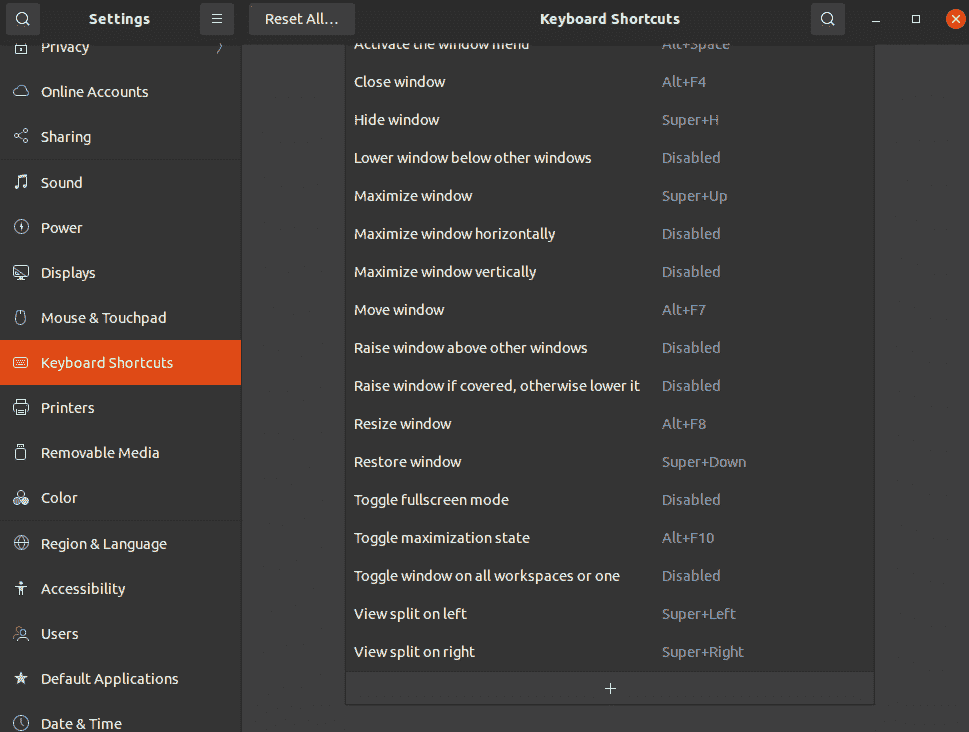 Settings
Reset All...
Keyboard Shortcuts
Privacy
Online Accounts
Sharing
Sound
Power
Displays
Mouse & Touchpad
Keyboard Shortcuts
Printers
Removable Media
Color
Region & Language
Accessibility
Users
Default Applications
Date & Time
Activate the window menu Alt+Space
Close window Alt+F4
Hide window Super+H
Lower window below other windows Disabled
Maximize window Super+Up
Maximize window horizontally Disabled
Maximize window vertically Disabled
Move window Alt+F7
Raise window above other windows Disabled
Raise window if covered, otherwise lower it Disabled
Resize window Alt+F8
Restore window Super+Down
Toggle fullscreen mode Disabled
Toggle maximization state Alt+F10
Toggle window on all workspaces or one Disabled
View split on left Super+Left
View split on right Super+Right
+